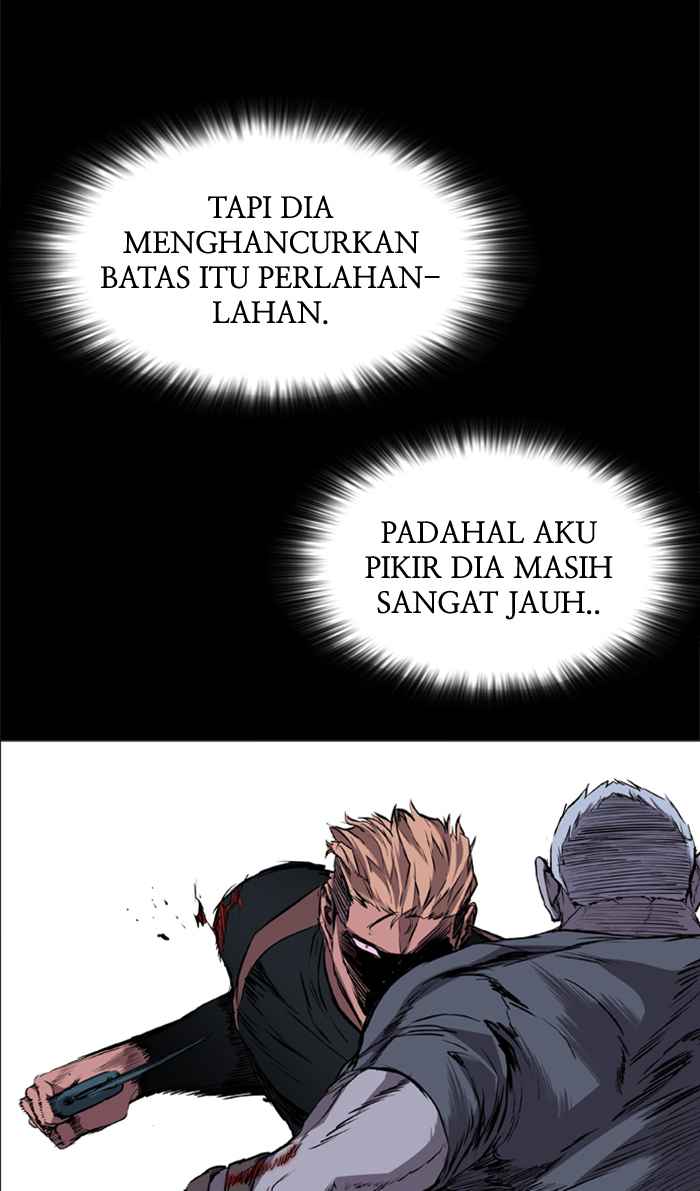 TAPI DIA
MENGHANCURKAN
BATAS ITU PERLAHAN-
LAHAN.
PADAHAL AKU
PIKIR DIA MASIH
SANGAT JAUH..